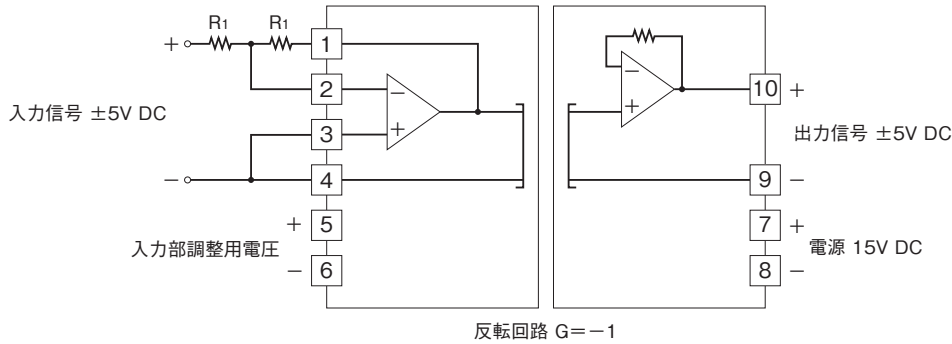 R1 R1
+ 1
2 −
入力信号 ±5V DC
3 +
− 4
+ 5
入力部調整用電圧
− 6
−
+
10 +
出力信号 ±5V DC
9 −
7 +
電源 15V DC
8 −
反転回路 G=−1